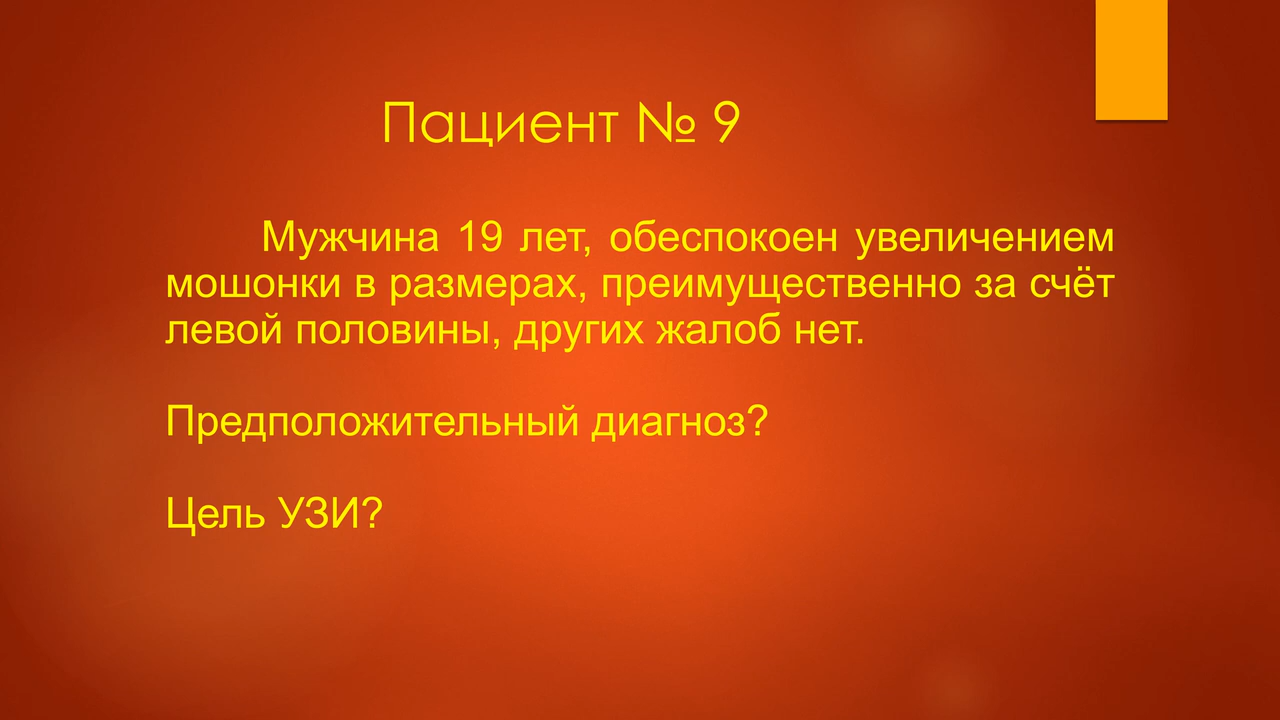 Пациент № 9
Мужчина 19 лет, обеспокоен увеличением
мошонки в размерах, преимущественно за счёт
левой половины, других жалоб нет.
Предположительный диагноз?
Цель УЗИ?